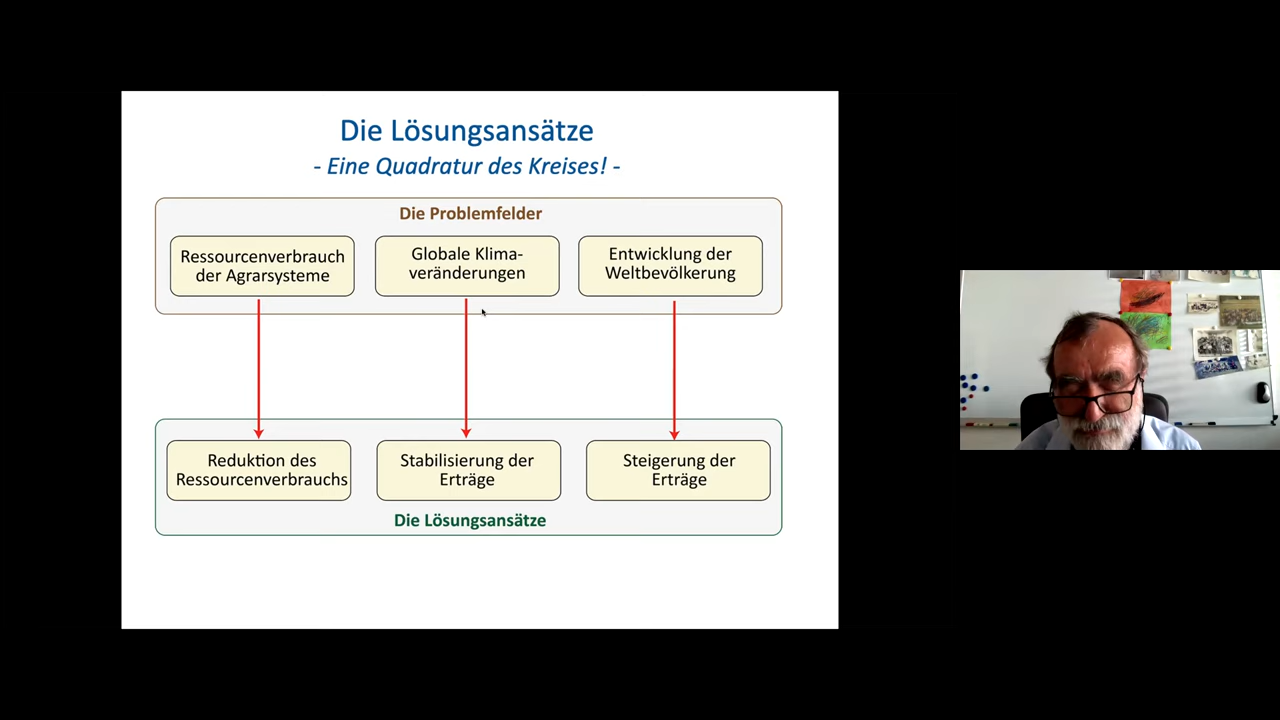 Die Lösungsansätze
- Eine Quadratur des Kreises! -
Die Problemfelder
Ressourcenverbrauch
der Agrarsysteme
Globale Klima-
veränderungen
Entwicklung der
Weltbevölkerung
Reduktion des
Ressourcenverbrauchs
Stabilisierung der
Erträge
Steigerung der
Erträge
Die Lösungsansätze